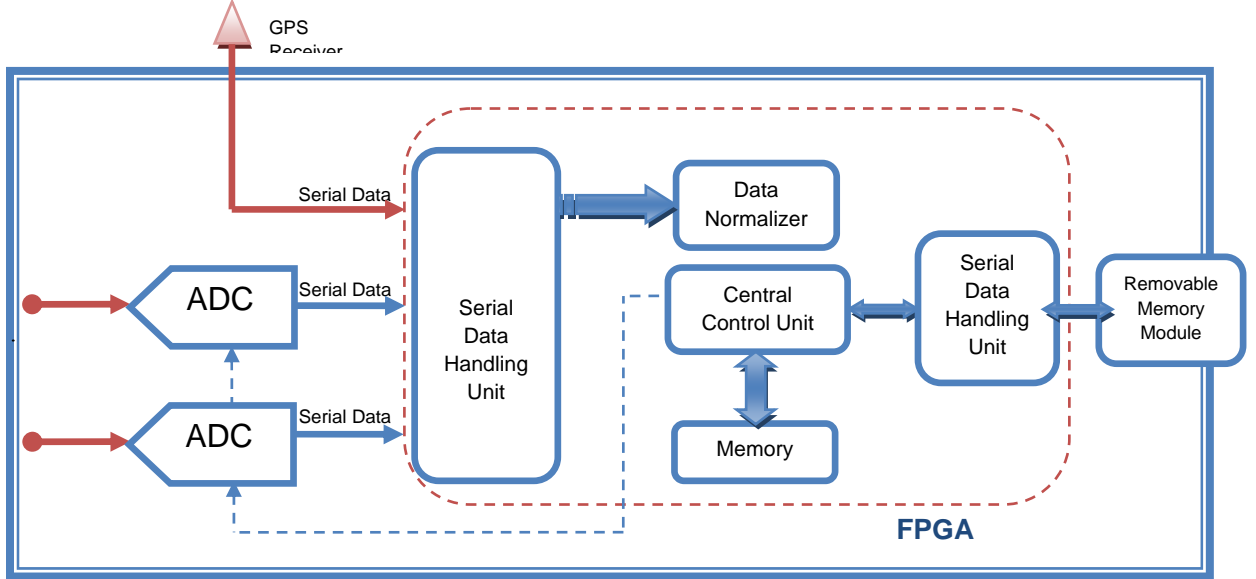 GPS
Receiver
Serial Data
Data
Normalizer
ADC
Serial Data
Serial
Data
Handling
Unit
Central
Control Unit
Serial
Data
Handling
Unit
Removable
Memory
Module
ADC
Serial Data
Memory
FPGA